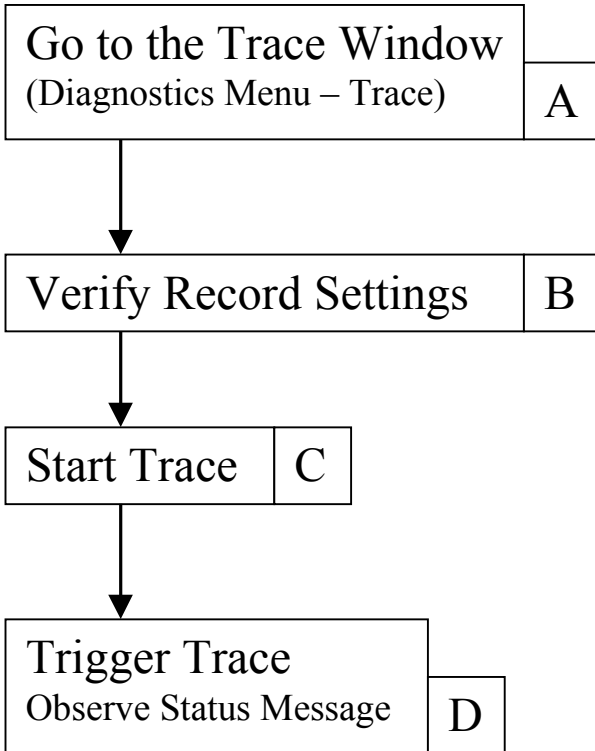 Go to the Trace Window
(Diagnostics Menu – Trace)
A
Verify Record Settings
B
Start Trace
C
Trigger Trace
Observe Status Message
D